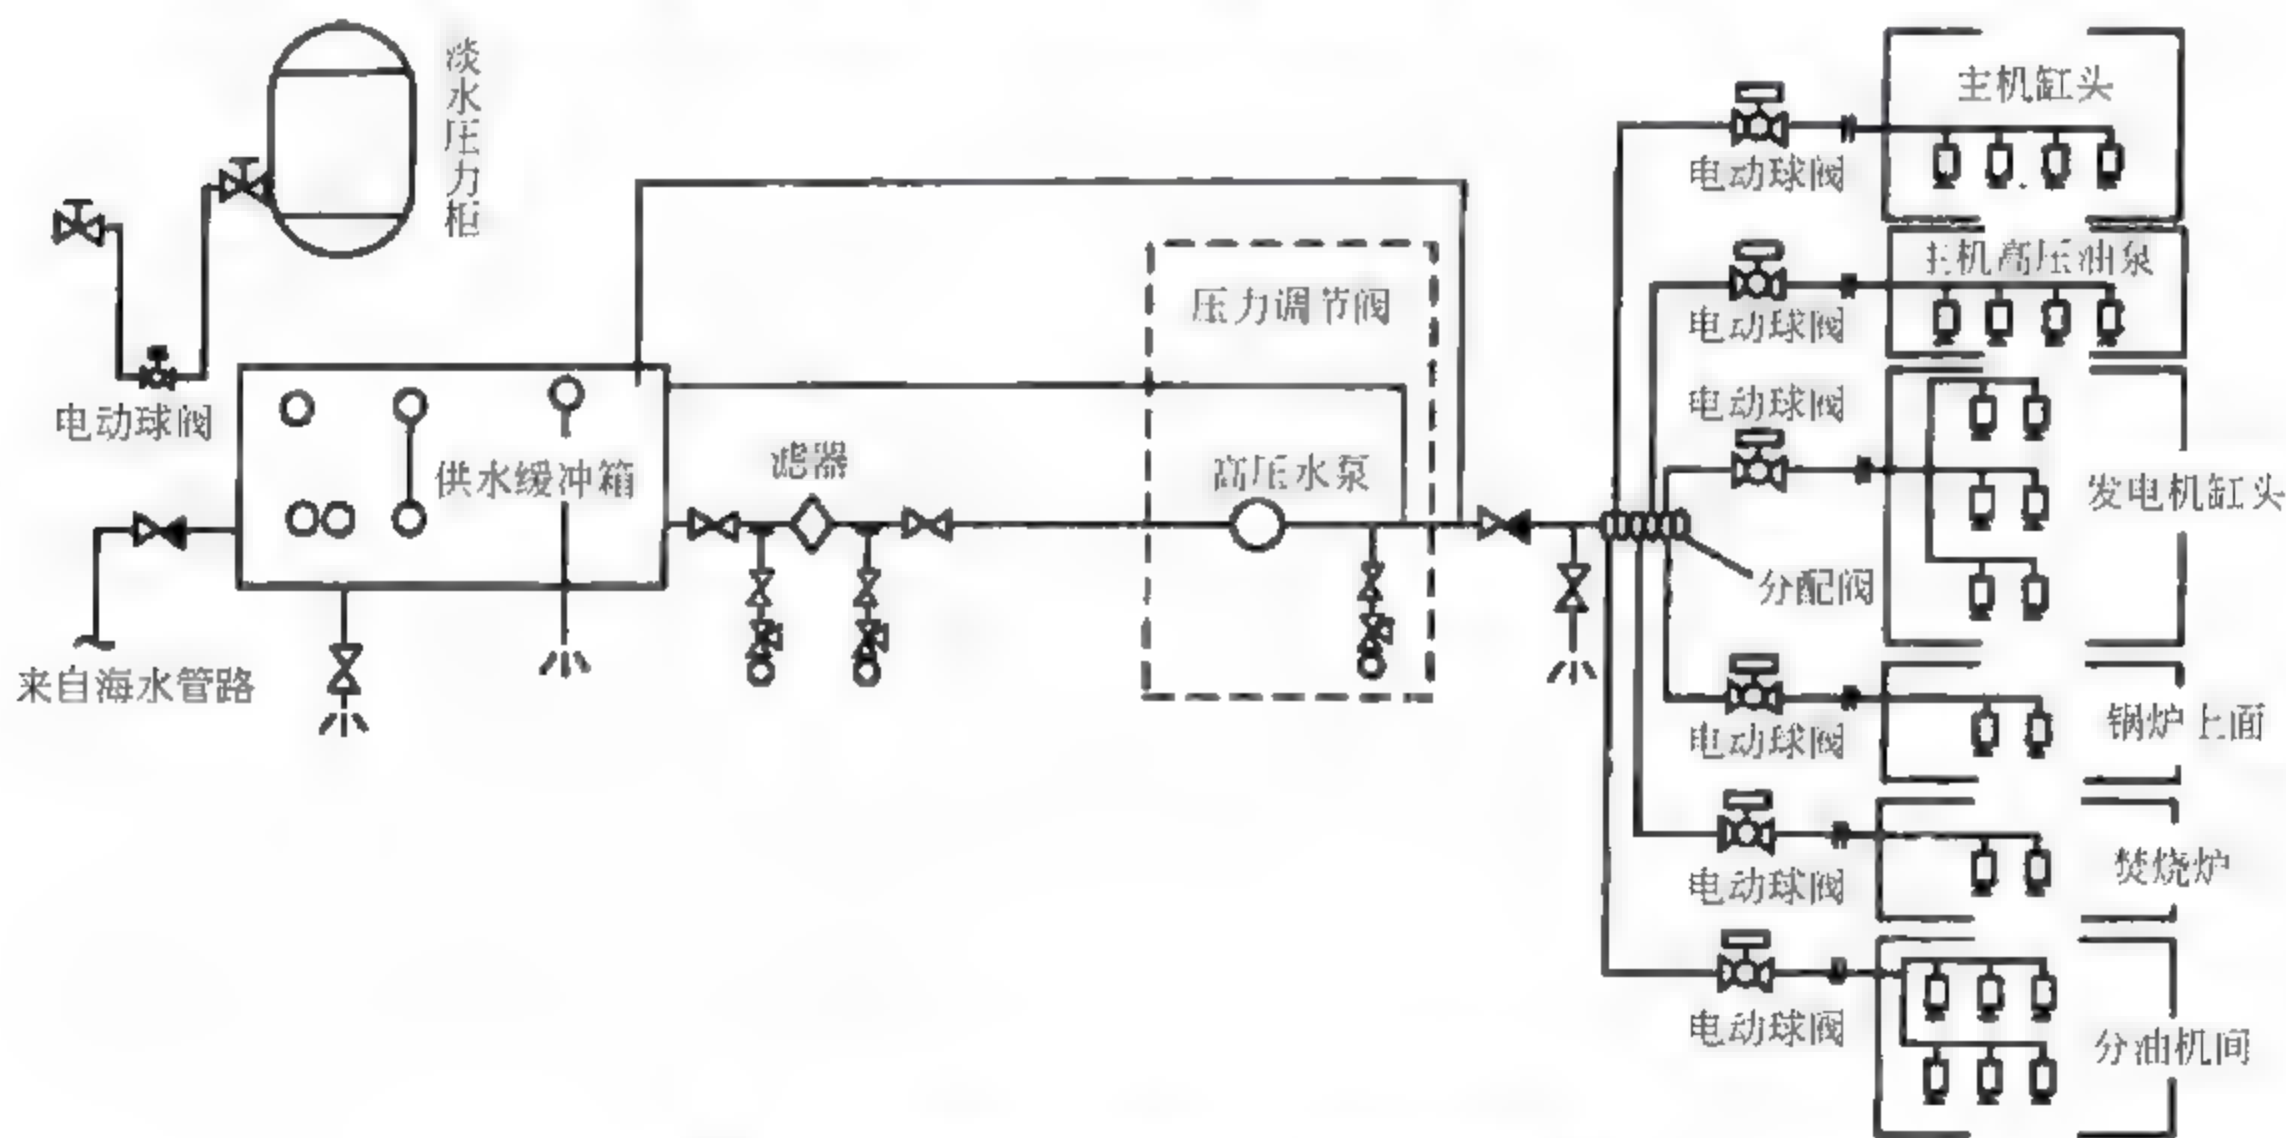 淡水压力柜
电动球阀
供水缓冲箱
来自海水管路
滤器
压力调节阀
高压水泵
分配阀
电动球阀
主机缸头
电动球阀
主机高压油泵
电动球阀
发电机缸头
电动球阀
锅炉上面
电动球阀
焚烧炉
电动球阀
分油机间